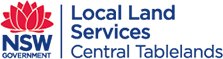 NSW
GOVERNMENT
Local Land
Services
Central Tablelands